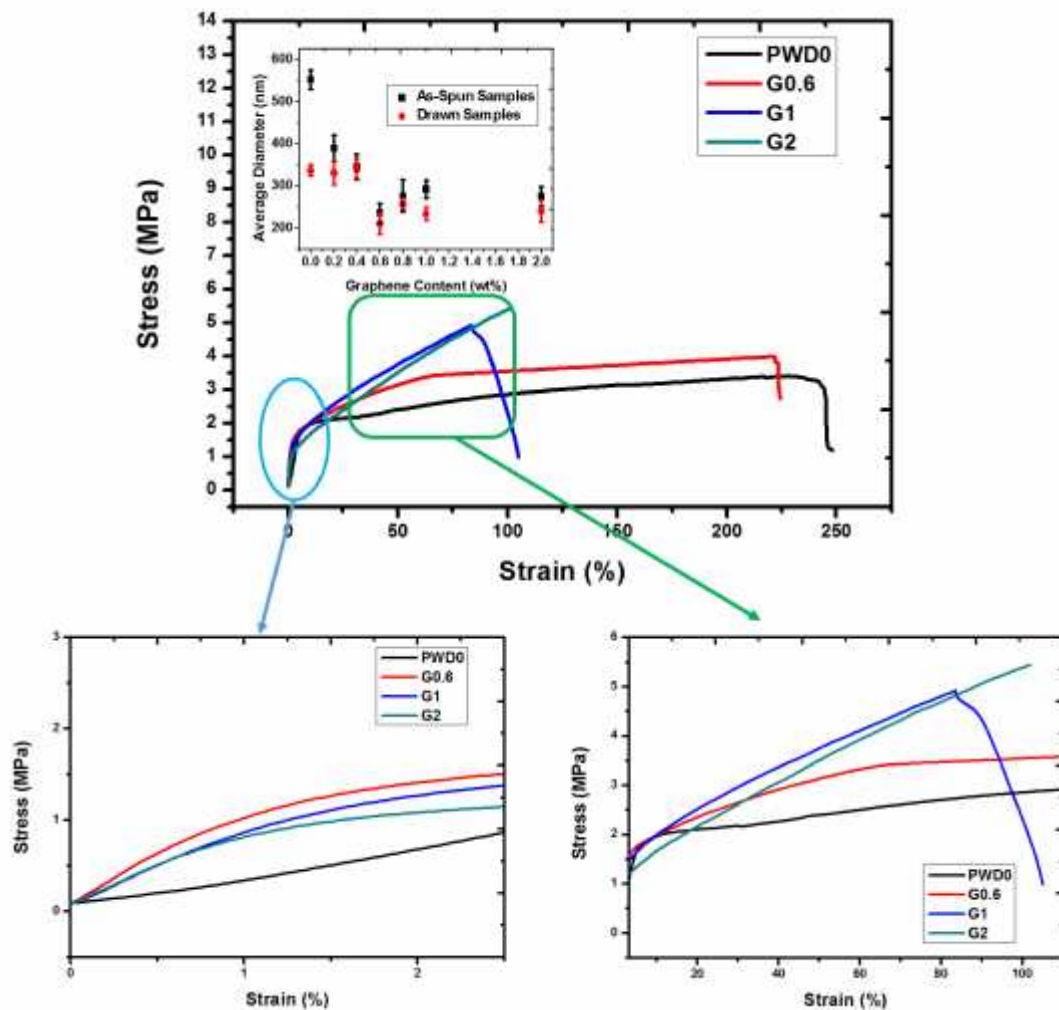 14
13
12
11
10
9
8
7
6
5
4
3
2
1
0
Stress (MPa)
0 50 100 150 200 250
Strain (%)
PWD0
G0.6
G1
G2
600
500
400
300
200
Average Diameter (nm)
As-Spun Samples
Drawn Samples
0.0 0.2 0.4 0.6 0.8 1.0 1.2 1.4 1.6 1.8 2.0
Graphene Content (wt%)
3
2
1
0
Stress (MPa)
PWD0
G0.6
G1
G2
0 1 2
Strain (%)
6
5
4
3
2
1
0
Stress (MPa)
PWD0
G0.6
G1
G2
20 40 60 80 100
Strain (%)